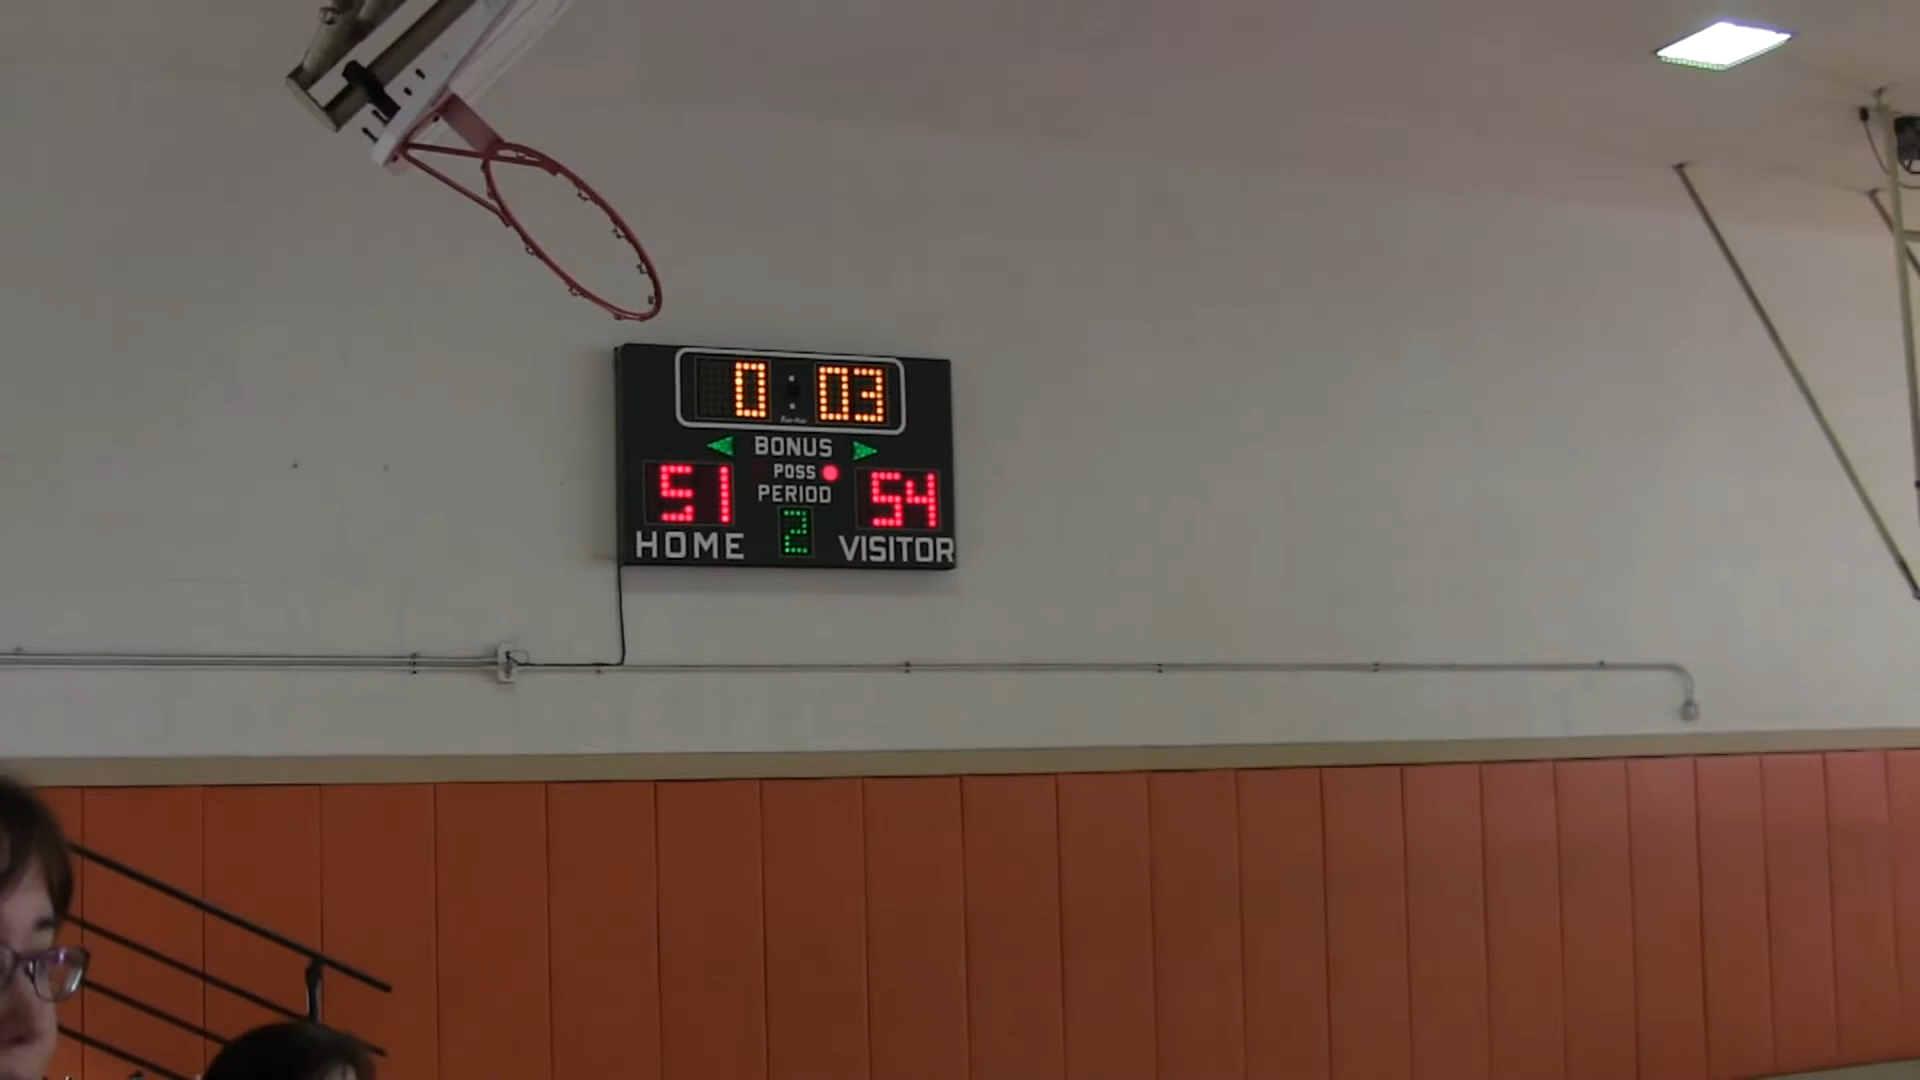 0 : 03
BONUS
POSS
51 PERIOD 54
HOME 2 VISITOR